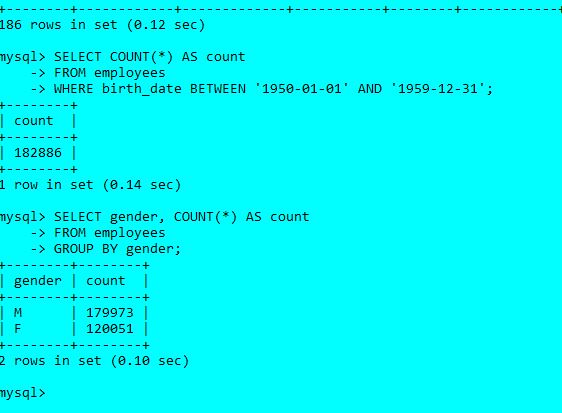 +--------+------------+------------+-----------+--------+------------+
186 rows in set (0.12 sec)
mysql> SELECT COUNT(*) AS count
    -> FROM employees
    -> WHERE birth_date BETWEEN '1950-01-01' AND '1959-12-31';
+--------+
| count  |
+--------+
| 182886 |
+--------+
1 row in set (0.14 sec)
mysql> SELECT gender, COUNT(*) AS count
    -> FROM employees
    -> GROUP BY gender;
+--------+--------+
| gender | count  |
+--------+--------+
| M      | 179973 |
| F      | 120051 |
+--------+--------+
2 rows in set (0.10 sec)
mysql>